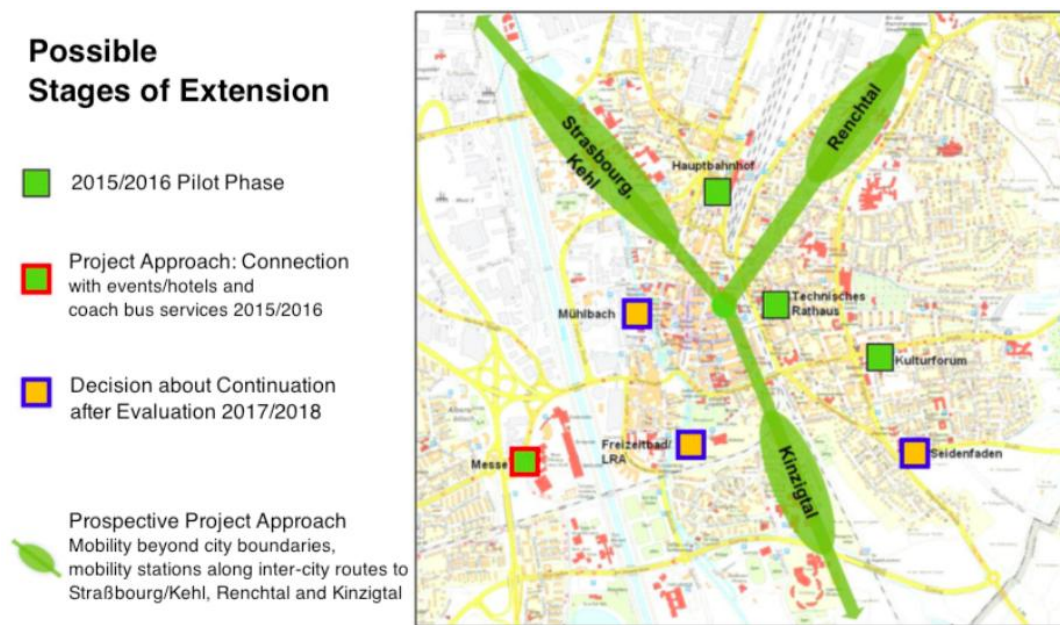 Possible
Stages of Extension
2015/2016 Pilot Phase
Project Approach: Connection
with events/hotels and
coach bus services 2015/2016
Decision about Continuation
after Evaluation 2017/2018
Prospective Project Approach
Mobility beyond city boundaries,
mobility stations along inter-city routes to
Straßbourg/Kehl, Renchtal and Kinzigtal
Strasbourg,
Kehl
Renchtal
Hauptbahnhof
Mühlbach
Technisches
Rathaus
Kulturforum
Freizeitbad/
LRA
Messe
Seidenfaden
Kinzigtal